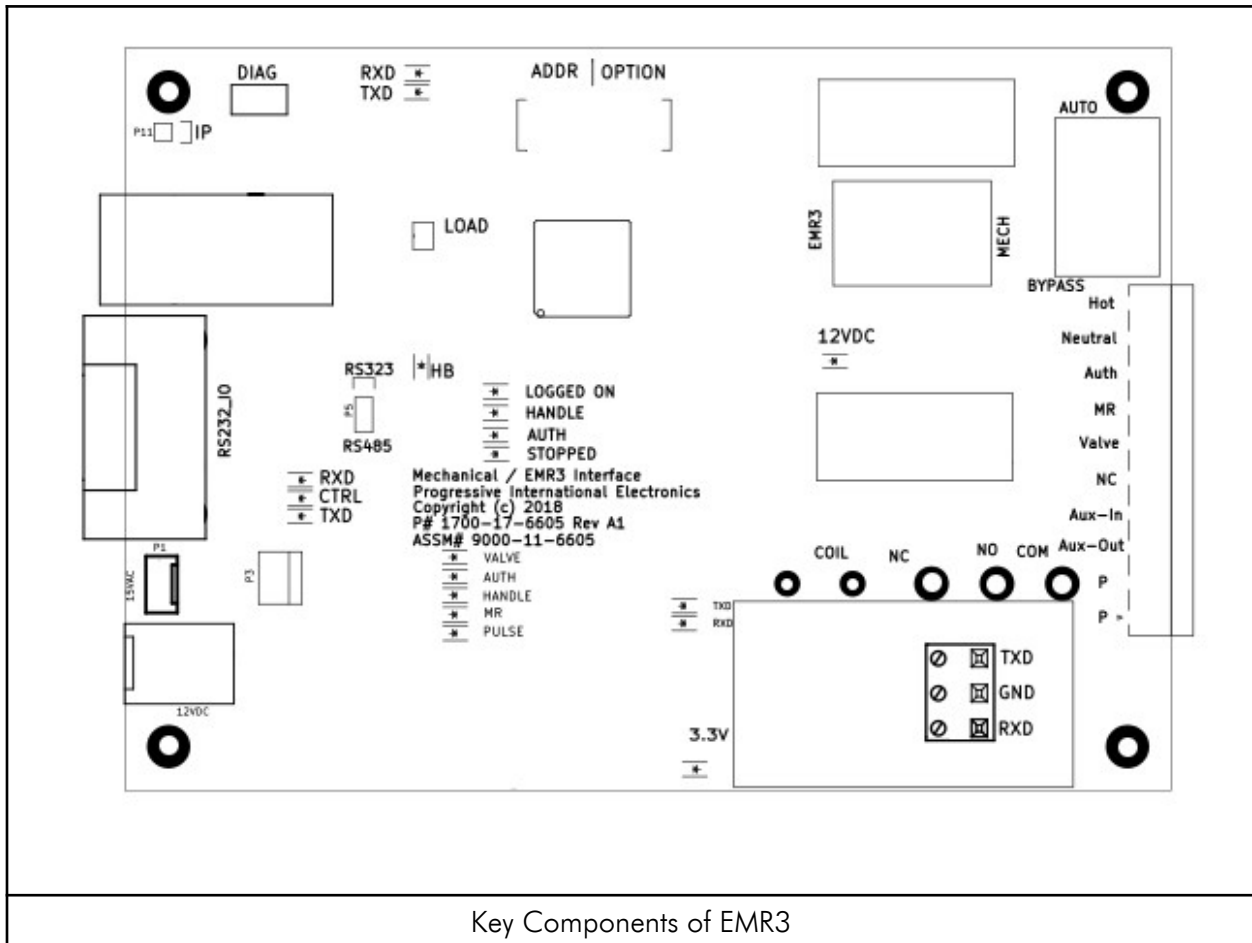 DIAG
RXD
TXD
ADDR | OPTION
AUTO
P11
IP
LOAD
EMR3
MECH
BYPASS
Hot
Neutral
Auth
MR
Valve
NC
Aux-In
Aux-Out
P
P
12VDC
RS232_IO
RS323
HB
P5
RS485
LOGGED ON
HANDLE
AUTH
STOPPED
RXD
CTRL
TXD
Mechanical / EMR3 Interface
Progressive International Electronics
Copyright (c) 2018
P# 1700-17-6605 Rev A1
ASSM# 9000-11-6605
VALVE
AUTH
HANDLE
MR
PULSE
P1
15VAC
P3
12VDC
COIL
NC
NO
COM
TXD
RXD
TXD
GND
RXD
3.3V
Key Components of EMR3